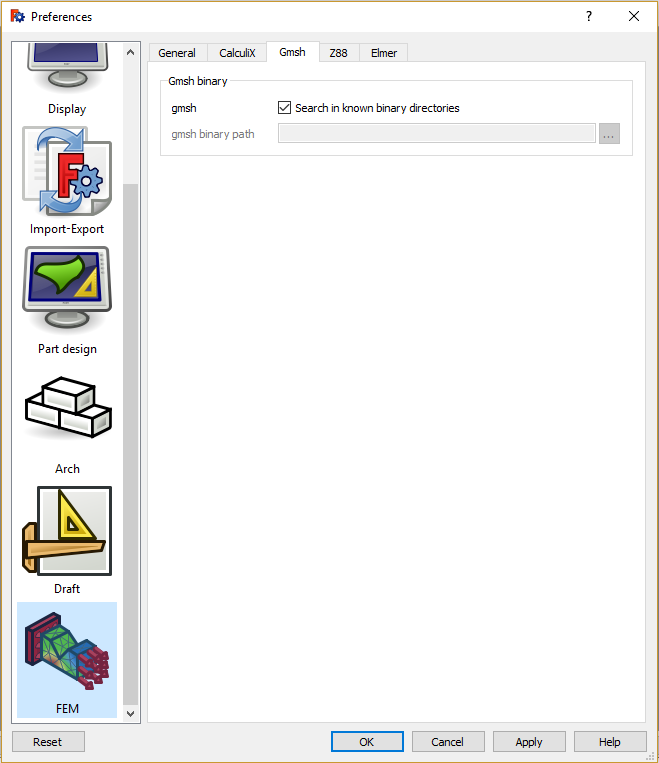 Preferences
?
General
CalculiX
Gmsh
Z88
Elmer
Gmsh binary
gmsh
Search in known binary directories
gmsh binary path
...
Display
Import-Export
Part design
Arch
Draft
FEM
Reset
OK
Cancel
Apply
Help